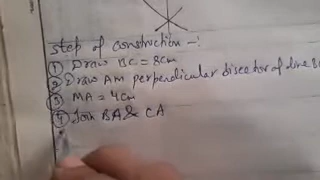 step of construction -:
① Draw BC = 8cm
② Draw AM perpendicular bisector of line B
③ MA = 4cm
④ Join BA & CA